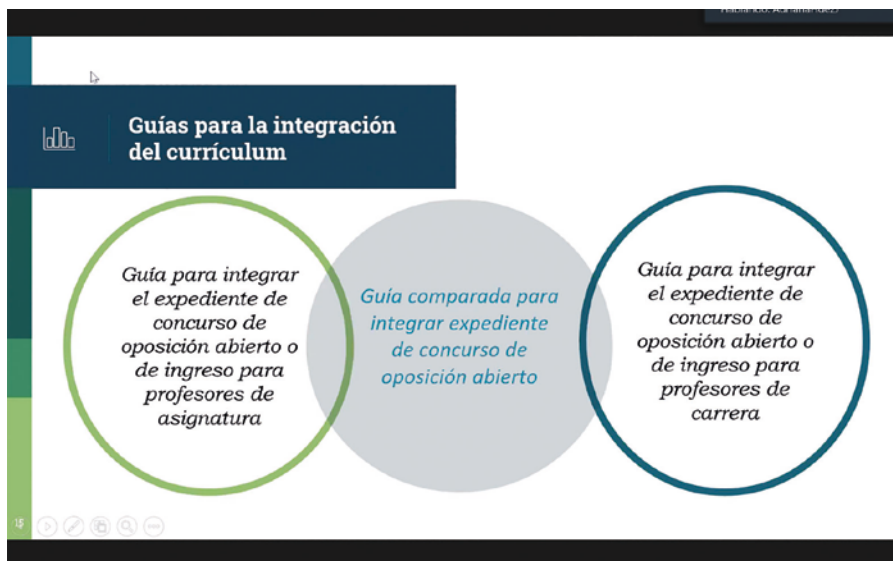 Guías para la integración
del currículum
Guía para integrar
el expediente de
concurso de
oposición abierto o
de ingreso para
profesores de
asignatura
Guía comparada para
integrar expediente
de concurso de
oposición abierto
Guía para integrar
el expediente de
concurso de
oposición abierto o
de ingreso para
profesores de
carrera